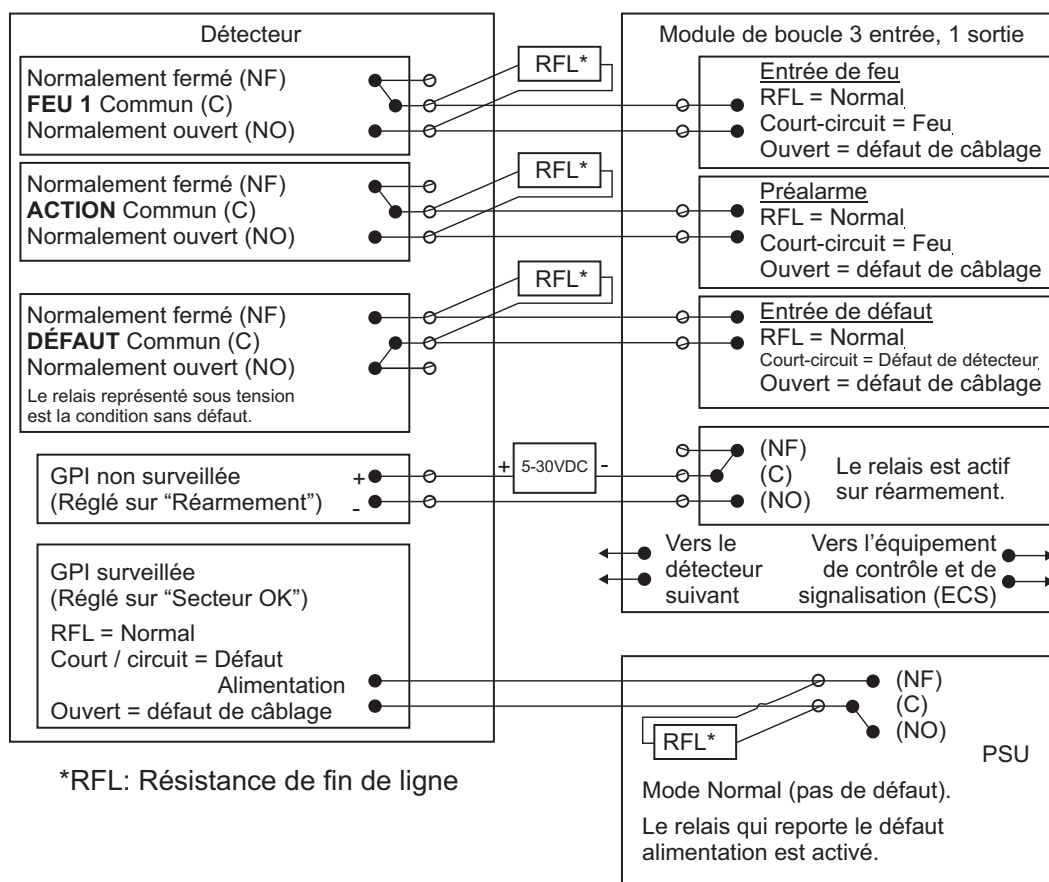 Détecteur
Normalement fermé (NF)
FEU 1 Commun (C)
Normalement ouvert (NO)
RFL*
Normalement fermé (NF)
ACTION Commun (C)
Normalement ouvert (NO)
RFL*
Normalement fermé (NF)
DÉFAUT Commun (C)
Normalement ouvert (NO)
Le relais représenté sous tension
est la condition sans défaut.
RFL*
GPI non surveillée
(Réglé sur “Réarmement”)
+
-
+ 5-30VDC -
GPI surveillée
(Réglé sur “Secteur OK”)
RFL = Normal
Court / circuit = Défaut
Alimentation
Ouvert = défaut de câblage
*RFL: Résistance de fin de ligne
Module de boucle 3 entrée, 1 sortie
Entrée de feu
RFL = Normal
Court-circuit = Feu
Ouvert = défaut de câblage
Préalarme
RFL = Normal
Court-circuit = Feu
Ouvert = défaut de câblage
Entrée de défaut
RFL = Normal
Court-circuit = Défaut de détecteur
Ouvert = défaut de câblage
(NF)
(C)
(NO)
Le relais est actif
sur réarmement.
Vers le
détecteur
suivant
Vers l’équipement
de contrôle et de
signalisation (ECS)
(NF)
(C)
(NO)
RFL*
PSU
Mode Normal (pas de défaut).
Le relais qui reporte le défaut
alimentation est activé.